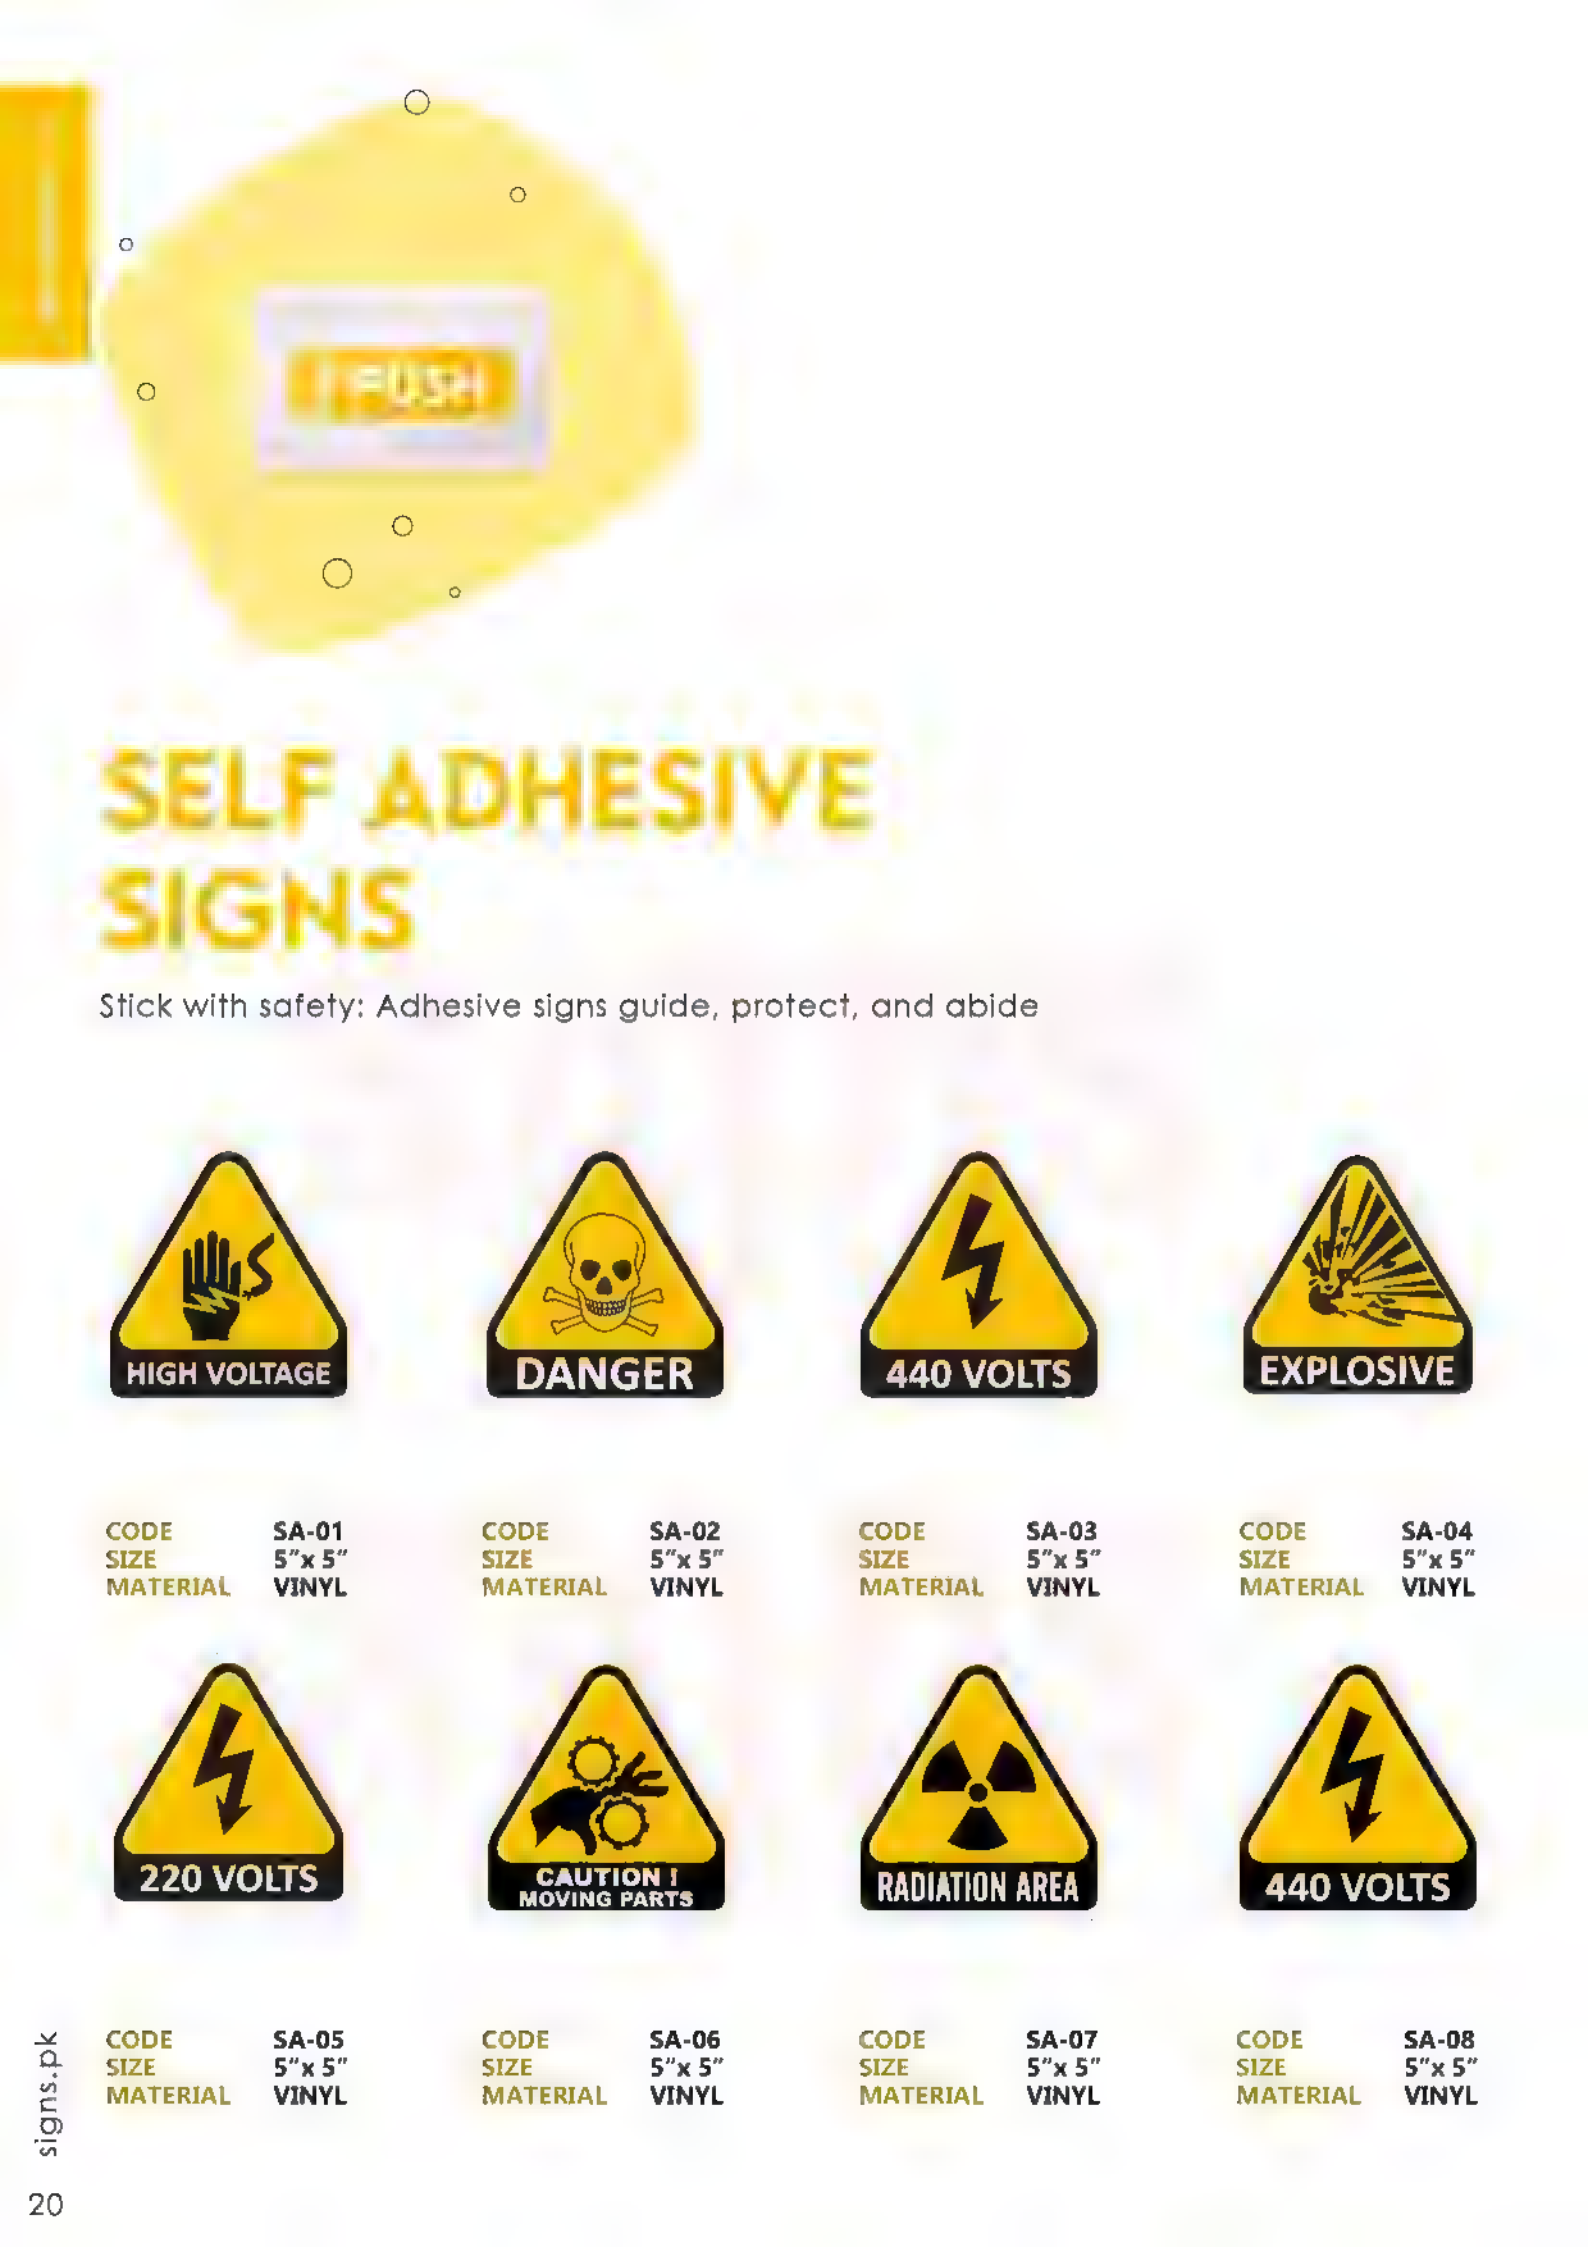 PUSH
SELF ADHESIVE
SIGNS
Stick with safety: Adhesive signs guide, protect, and abide
HIGH VOLTAGE
DANGER
440 VOLTS
EXPLOSIVE
CODE SA-01
SIZE 5"x 5"
MATERIAL VINYL
CODE SA-02
SIZE 5"x 5"
MATERIAL VINYL
CODE SA-03
SIZE 5"x 5"
MATERIAL VINYL
CODE SA-04
SIZE 5"x 5"
MATERIAL VINYL
220 VOLTS
CAUTION !
MOVING PARTS
RADIATION AREA
440 VOLTS
CODE SA-05
SIZE 5"x 5"
MATERIAL VINYL
CODE SA-06
SIZE 5"x 5"
MATERIAL VINYL
CODE SA-07
SIZE 5"x 5"
MATERIAL VINYL
CODE SA-08
SIZE 5"x 5"
MATERIAL VINYL
signs.pk
20